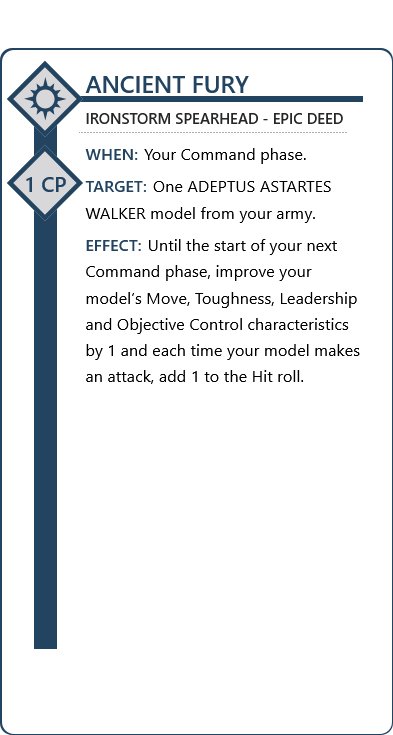 ANCIENT FURY
IRONSTORM SPEARHEAD - EPIC DEED
WHEN: Your Command phase.
1 CP
TARGET: One ADEPTUS ASTARTES
WALKER model from your army.
EFFECT: Until the start of your next
Command phase, improve your
model’s Move, Toughness, Leadership
and Objective Control characteristics
by 1 and each time your model makes
an attack, add 1 to the Hit roll.